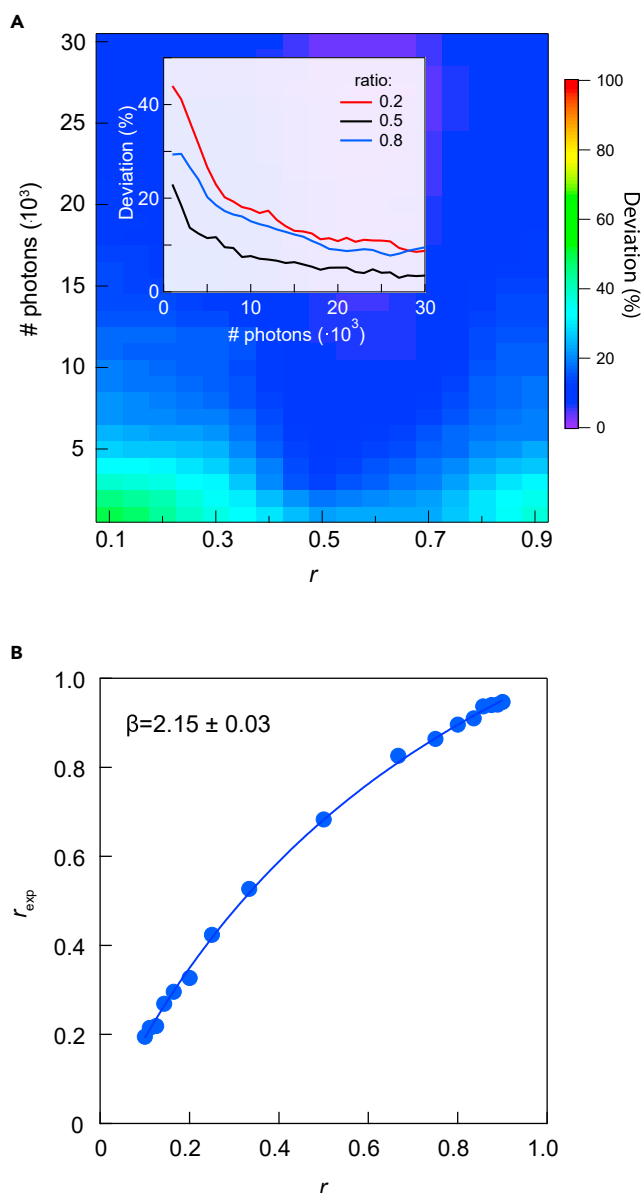 A
30
25
20
15
10
5
# photons (·10³)
0.1 0.3 0.5 0.7 0.9
r
40
20
0
Deviation (%)
0 10 20 30
# photons (·10³)
ratio:
0.2
0.5
0.8
100
80
60
40
20
0
Deviation (%)
B
1.0
0.8
0.6
0.4
0.2
0
r_exp
β=2.15 ± 0.03
0 0.2 0.4 0.6 0.8 1.0
r